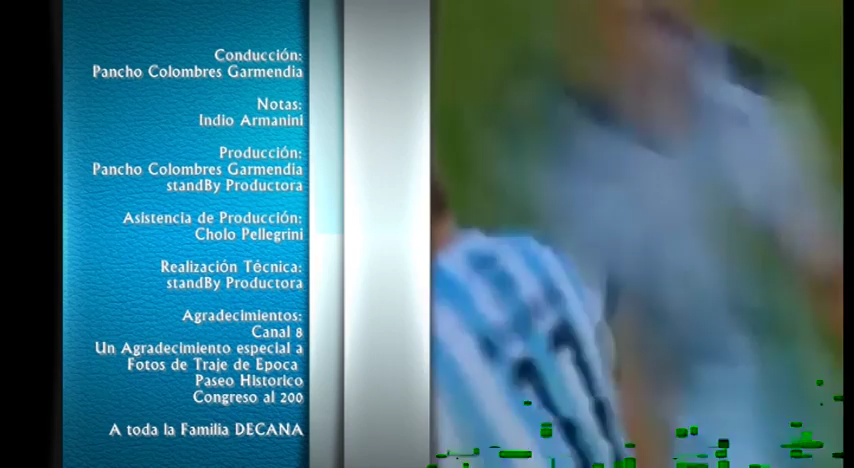 Conducción:
Pancho Colombres Garmendia
Notas:
Indio Armanini
Producción:
Pancho Colombres Garmendia
standBy Productora
Asistencia de Producción:
Cholo Pellegrini
Realización Técnica:
standBy Productora
Agradecimientos:
Canal 8
Un Agradecimiento especial a
Fotos de Traje de Epoca
Paseo Historico
Congreso al 200
A toda la Familia DECANA